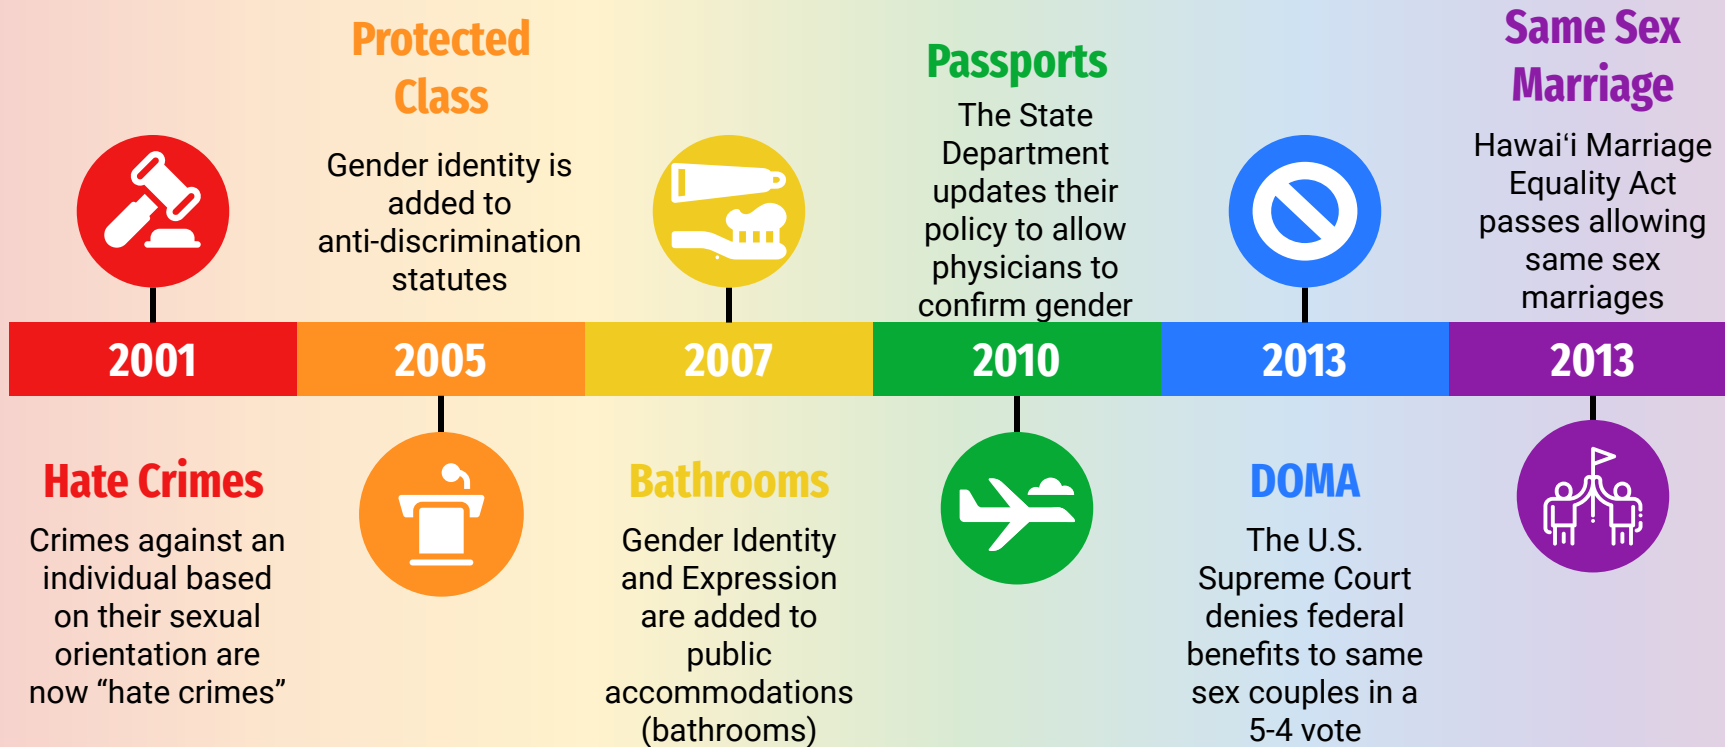 Hate Crimes
2001
Crimes against an
individual based
on their sexual
orientation are
now “hate crimes”
Protected
Class
Gender identity is
added to
anti-discrimination
statutes
2005
2007
Bathrooms
Gender Identity
and Expression
are added to
public
accommodations
(bathrooms)
Passports
The State
Department
updates their
policy to allow
physicians to
confirm gender
2010
2013
DOMA
The U.S.
Supreme Court
denies federal
benefits to same
sex couples in a
5-4 vote
Same Sex
Marriage
Hawaiʻi Marriage
Equality Act
passes allowing
same sex
marriages
2013